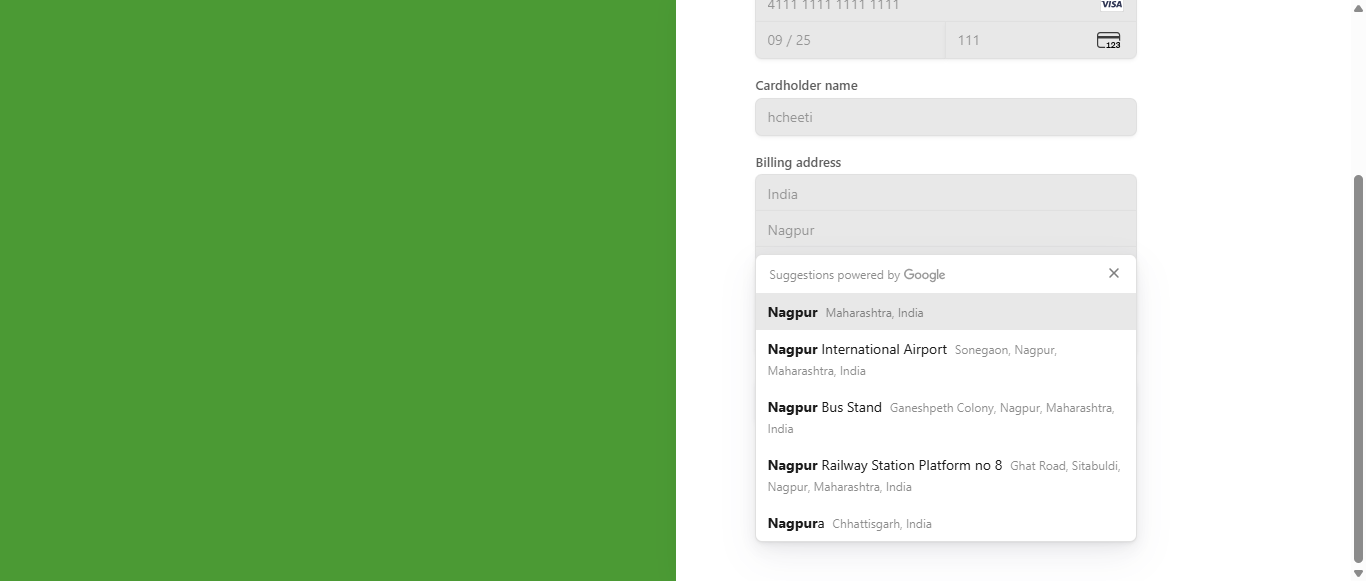 4111 1111 1111 1111 VISA
09 / 25 111 123
Cardholder name
hcheeti
Billing address
India
Nagpur
Suggestions powered by Google
Nagpur Maharashtra, India
Nagpur International Airport Sonegaon, Nagpur,
Maharashtra, India
Nagpur Bus Stand Ganeshpeth Colony, Nagpur, Maharashtra,
India
Nagpur Railway Station Platform no 8 Ghat Road, Sitabuldi,
Nagpur, Maharashtra, India
Nagpura Chhattisgarh, India